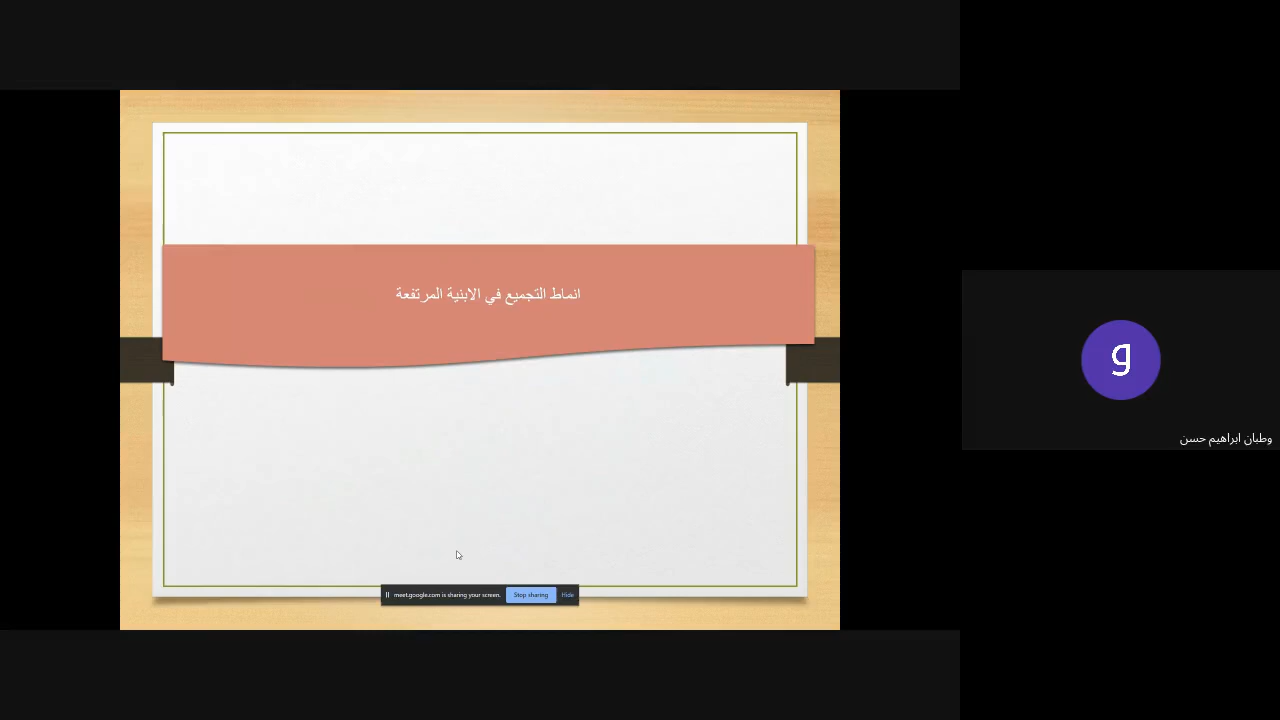 انماط التجميع في الابنية المرتفعة
g
وطبان ابراهيم حسن
meet.google.com is sharing your screen. Stop sharing Hide